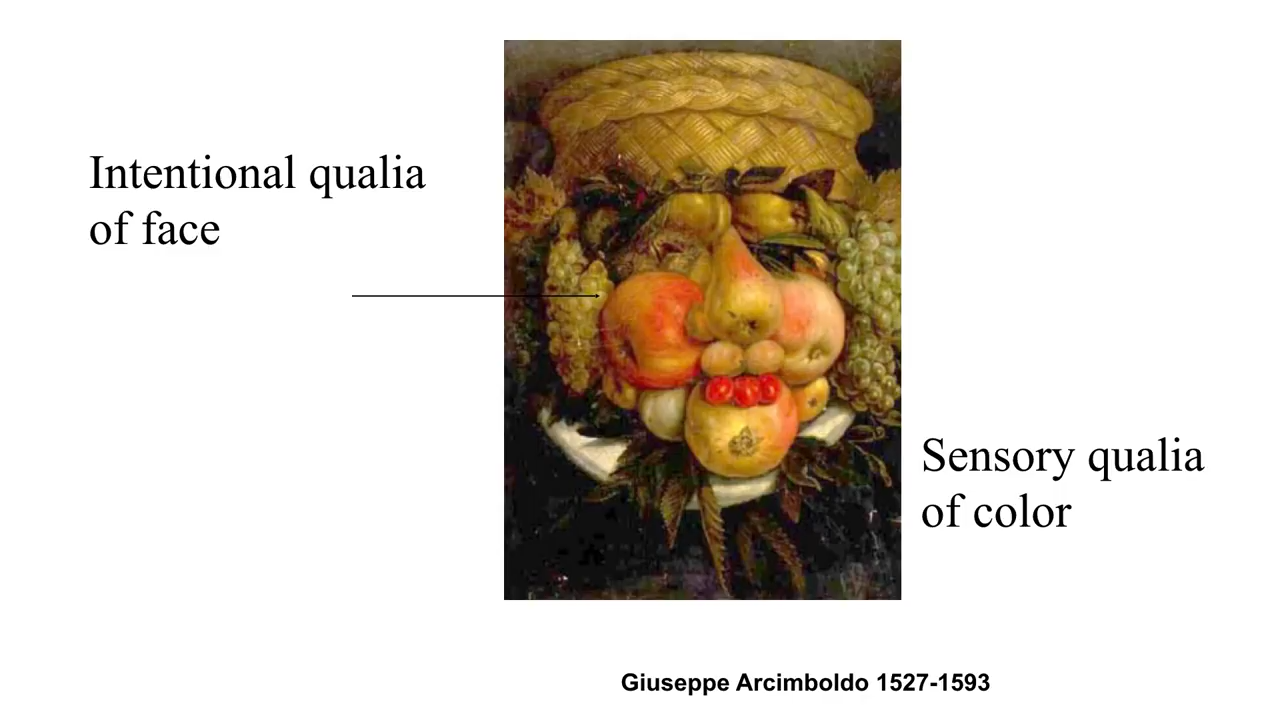 Intentional qualia
of face
Sensory qualia
of color
Giuseppe Arcimboldo 1527-1593